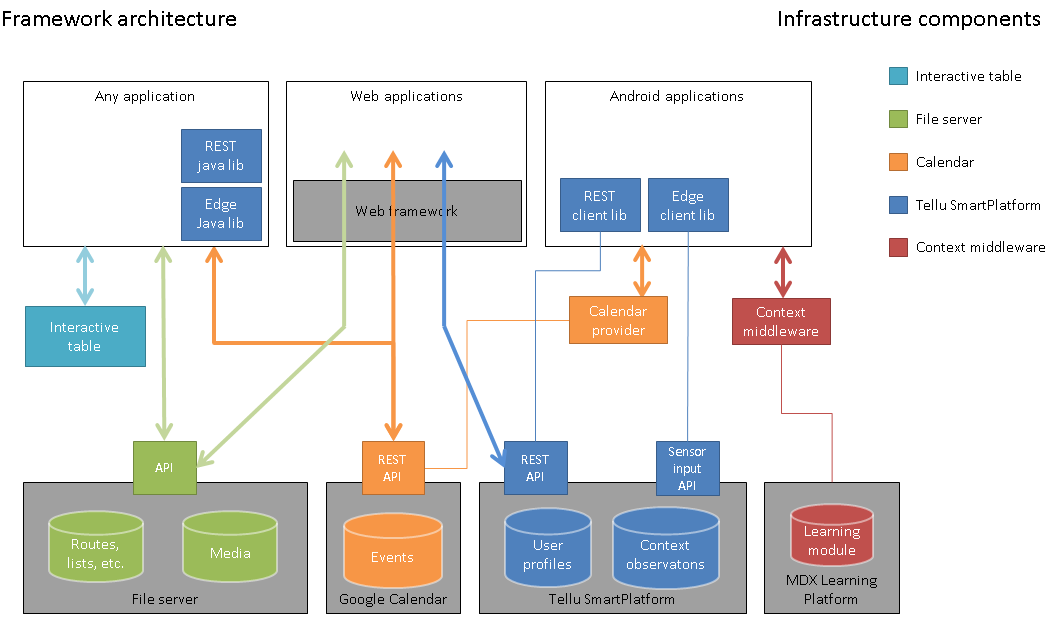 Framework architecture
Infrastructure components
Any application
REST
java lib
Edge
Java lib
Web applications
Web framework
Android applications
REST
client lib
Edge
client lib
Interactive table
File server
Calendar
Tellu SmartPlatform
Context middleware
Interactive
table
Calendar
provider
Context
middleware
API
REST
API
REST
API
Sensor
input
API
Routes,
lists, etc.
Media
File server
Events
Google Calendar
User
profiles
Context
observatons
Tellu SmartPlatform
Learning
module
MDX Learning
Platform